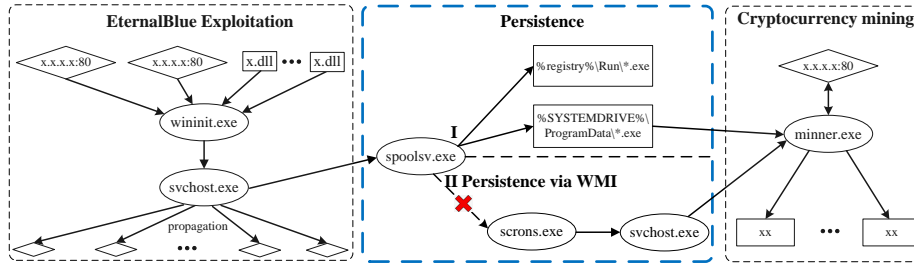 EternalBlue Exploitation
x.x.x.x:80
x.x.x.x:80
x.dll
•••
x.dll
wininit.exe
svchost.exe
propagation
•••
Persistence
%registry%\Run\*.exe
%SYSTEMDRIVE%\
ProgramData\*.exe
I
spoolsv.exe
II Persistence via WMI
scrons.exe
svchost.exe
Cryptocurrency mining
x.x.x.x:80
minner.exe
xx
•••
xx